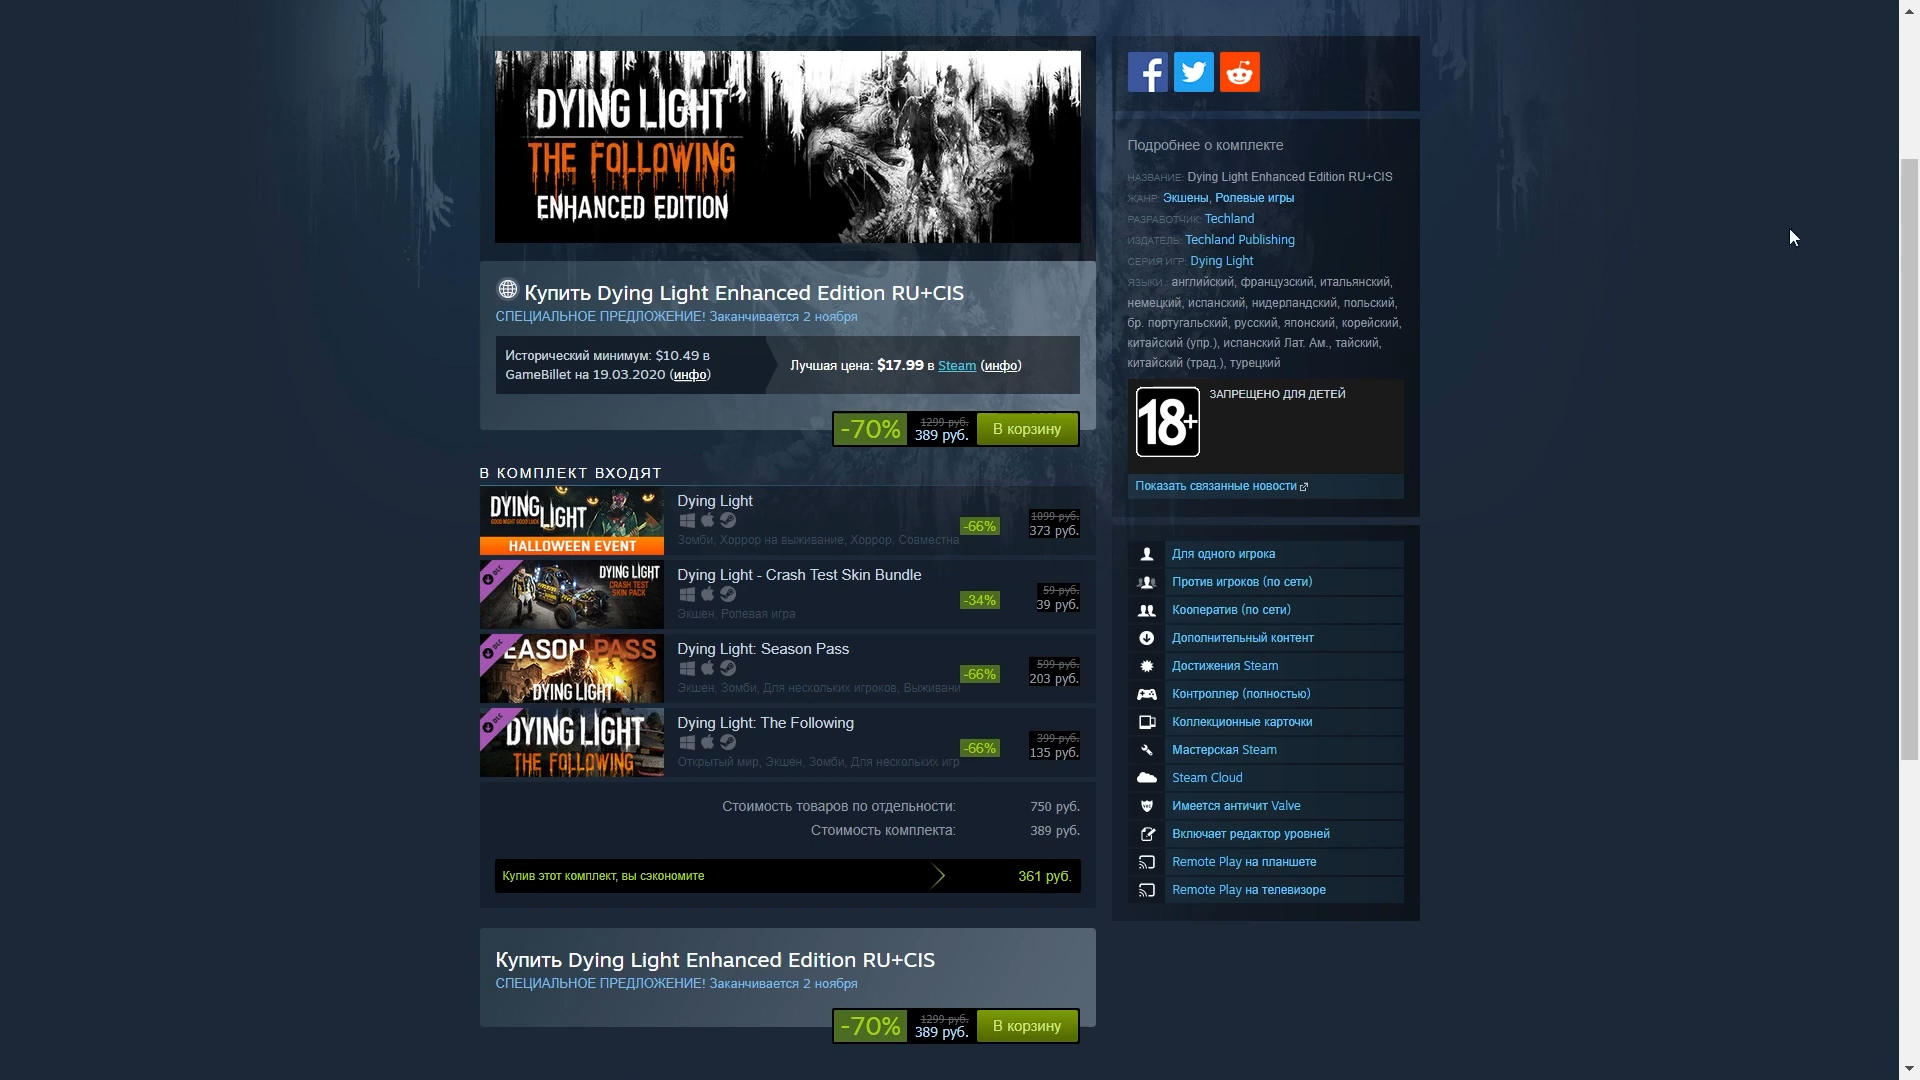 DYING LIGHT
THE FOLLOWING
ENHANCED EDITION
Купить Dying Light Enhanced Edition RU+CIS
СПЕЦИАЛЬНОЕ ПРЕДЛОЖЕНИЕ! Заканчивается 2 ноября
Исторический минимум: $10.49 в
GameBillet на 19.03.2020 (инфо)
Лучшая цена: $17.99 в Steam (инфо)
-70%
1299 руб.
389 руб.
В корзину
В КОМПЛЕКТ ВХОДЯТ
DYING LIGHT
GOOD NIGHT GOOD LUCK
HALLOWEEN EVENT
Dying Light
Зомби, Хоррор на выживание, Хоррор, Совместна
-66%
1099 руб.
373 руб.
DLC
DYING LIGHT
CRASH TEST
SKIN PACK
Dying Light - Crash Test Skin Bundle
Экшен, Ролевая игра
-34%
59 руб.
39 руб.
DLC
EASON PASS
DYING LIGHT
Dying Light: Season Pass
Экшен, Зомби, Для нескольких игроков, Выживани
-66%
599 руб.
203 руб.
DLC
DYING LIGHT
THE FOLLOWING
Dying Light: The Following
Открытый мир, Экшен, Зомби, Для нескольких игр
-66%
399 руб.
135 руб.
Стоимость товаров по отдельности: 750 руб.
Стоимость комплекта: 389 руб.
Купив этот комплект, вы сэкономите 361 руб.
Купить Dying Light Enhanced Edition RU+CIS
СПЕЦИАЛЬНОЕ ПРЕДЛОЖЕНИЕ! Заканчивается 2 ноября
-70%
1299 руб.
389 руб.
В корзину
Подробнее о комплекте
НАЗВАНИЕ: Dying Light Enhanced Edition RU+CIS
ЖАНР: Экшены, Ролевые игры
РАЗРАБОТЧИК: Techland
ИЗДАТЕЛЬ: Techland Publishing
СЕРИЯ ИГР: Dying Light
ЯЗЫКИ: английский, французский, итальянский,
немецкий, испанский, нидерландский, польский,
бр. португальский, русский, японский, корейский,
китайский (упр.), испанский Лат. Ам., тайский,
китайский (трад.), турецкий
18+
ЗАПРЕЩЕНО ДЛЯ ДЕТЕЙ
Показать связанные новости
Для одного игрока
Против игроков (по сети)
Кооператив (по сети)
Дополнительный контент
Достижения Steam
Контроллер (полностью)
Коллекционные карточки
Мастерская Steam
Steam Cloud
Имеется античит Valve
Включает редактор уровней
Remote Play на планшете
Remote Play на телевизоре